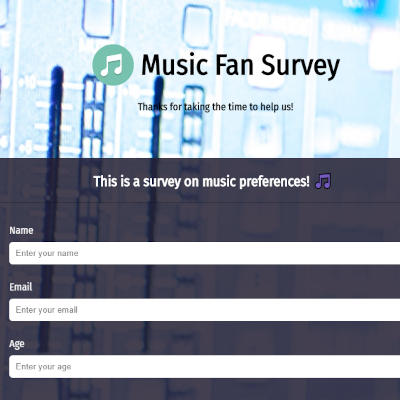 Music Fan Survey
Thanks for taking the time to help us!
This is a survey on music preferences!
Name
Enter your name
Email
Enter your email
Age
Enter your age